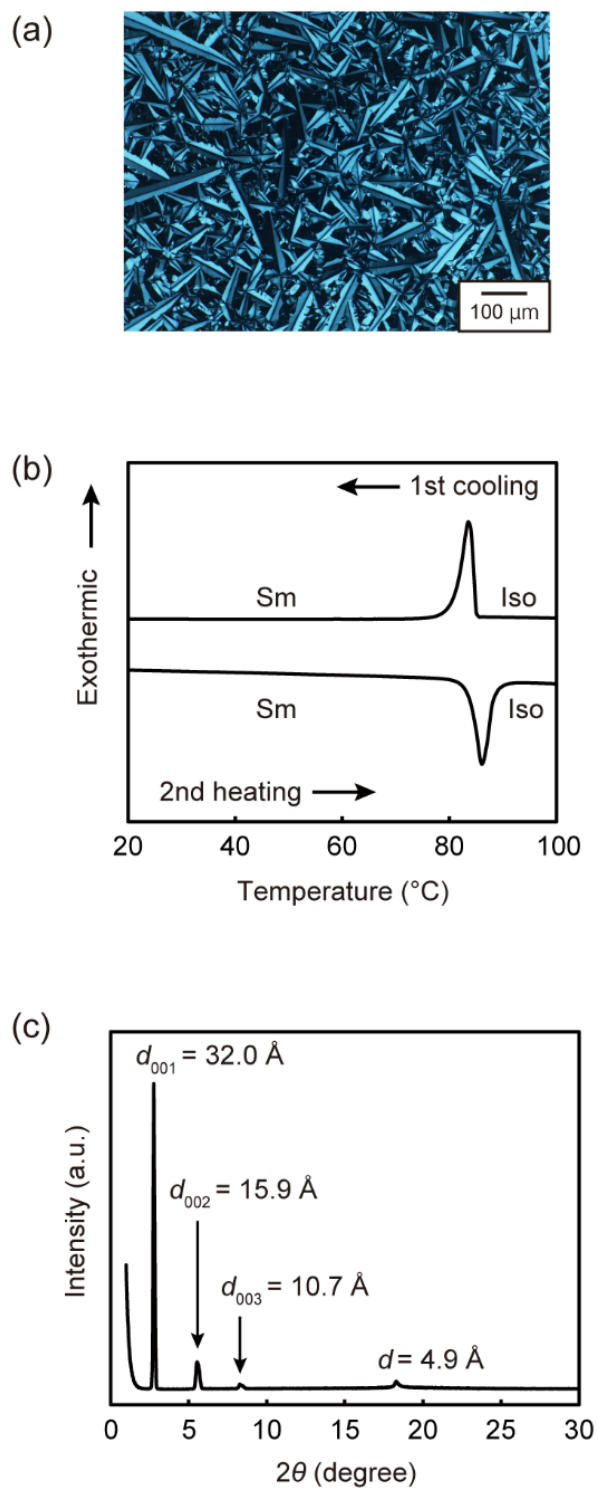 (a)
100 μm
(b)
1st cooling
Exothermic
Sm
Iso
Sm
Iso
2nd heating
20
40
60
80
100
Temperature (°C)
(c)
d001 = 32.0 Å
d002 = 15.9 Å
d003 = 10.7 Å
d = 4.9 Å
Intensity (a.u.)
0
5
10
15
20
25
30
2θ (degree)